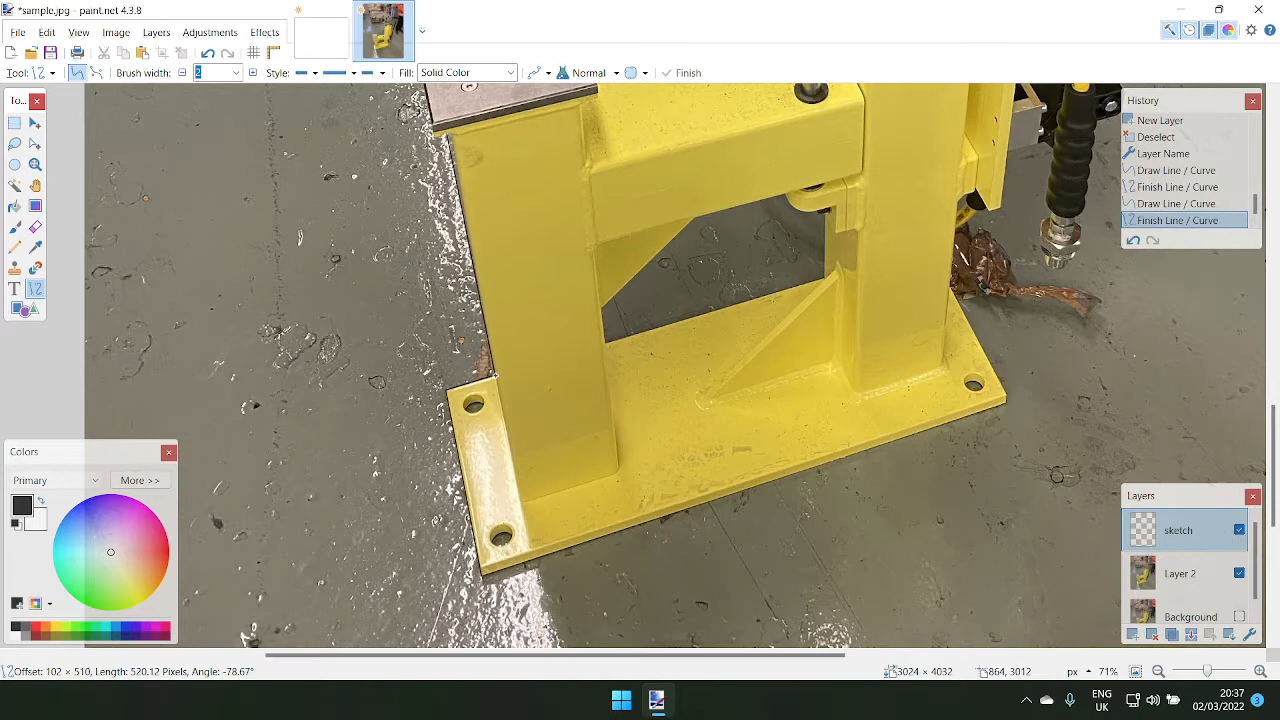 *sample.jpg - paint.net 4.3.8
File Edit View Image Layers Adjustments Effects
Tool: Brush width: 2 Style: Fill: Solid Color Normal Finish
To...
T
History
New Layer
Deselect
Layer Name
Draw Line / Curve
Finish Line / Curve
Draw Line / Curve
Finish Line / Curve
Colors
Primary More >>
Layers
sketch
Layer 2
Background
Offset: 102 × 510, Length: 520.12 Pixels, Angle: -78.67° 3024 × 4032 864, 3012 px 71%
ENG
UK
20:37
02/03/2022
3